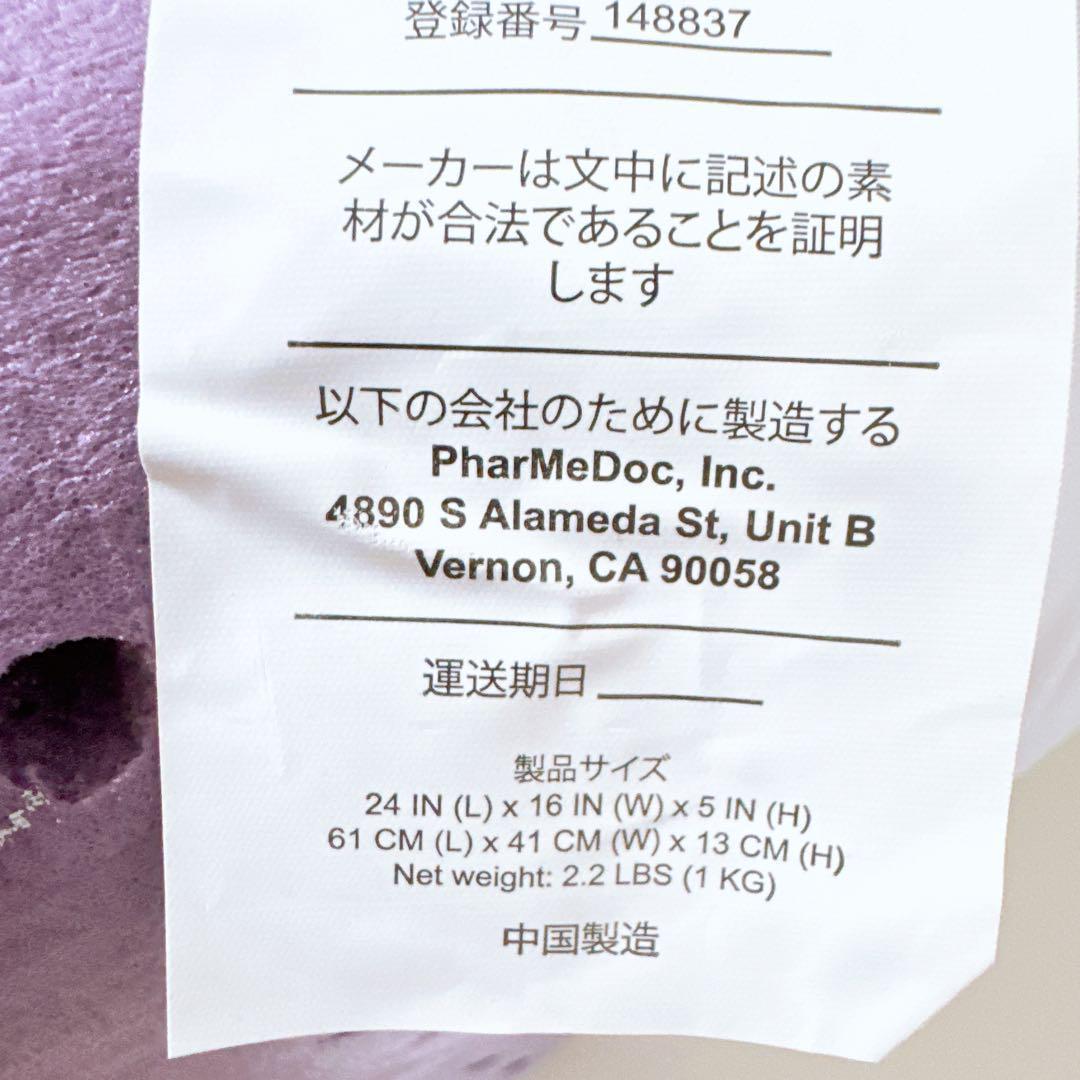 登録番号 148837
メーカーは文中に記述の素
材が合法であることを証明
します
以下の会社のために製造する
PharMeDoc, Inc.
4890 S Alameda St, Unit B
Vernon, CA 90058
運送期日
製品サイズ
24 IN (L) x 16 IN (W) x 5 IN (H)
61 CM (L) x 41 CM (W) x 13 CM (H)
Net weight: 2.2 LBS (1 KG)
中国製造